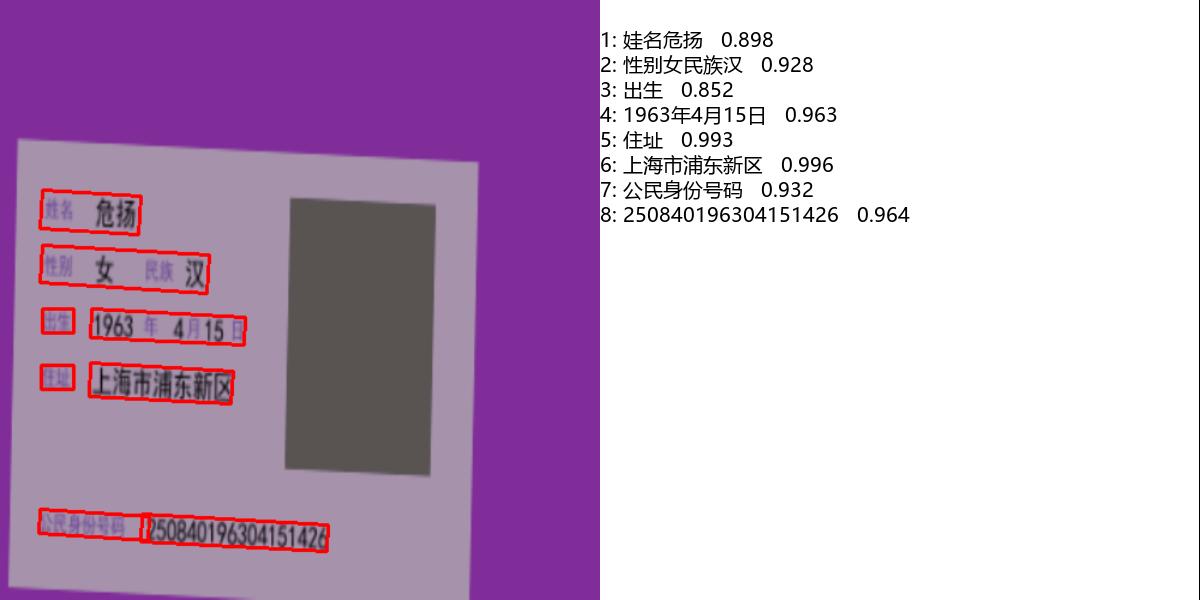 姓名 危扬
性别 女 民族 汉
出生 1963 年 4月15 日
住址 上海市浦东新区
公民身份号码 250840196304151426
1: 娃名危扬 0.898
2: 性别女民族汉 0.928
3: 出生 0.852
4: 1963年4月15日 0.963
5: 住址 0.993
6: 上海市浦东新区 0.996
7: 公民身份号码 0.932
8: 250840196304151426 0.964